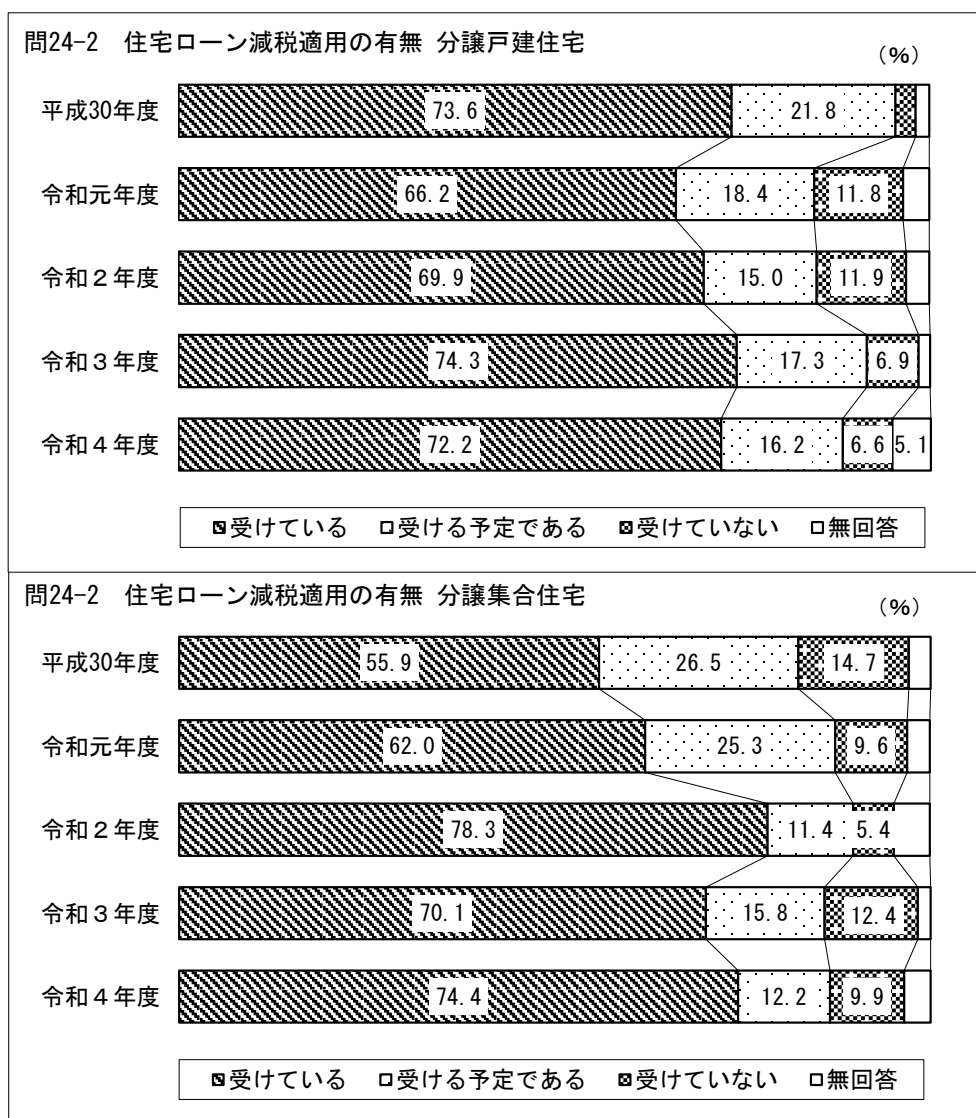 問24-2　住宅ローン減税適用の有無 分譲戸建住宅
(%)
平成30年度 73.6 21.8
令和元年度 66.2 18.4 11.8
令和２年度 69.9 15.0 11.9
令和３年度 74.3 17.3 6.9
令和４年度 72.2 16.2 6.6 5.1
受けている 受ける予定である 受けていない 無回答
問24-2　住宅ローン減税適用の有無 分譲集合住宅
(%)
平成30年度 55.9 26.5 14.7
令和元年度 62.0 25.3 9.6
令和２年度 78.3 11.4 5.4
令和３年度 70.1 15.8 12.4
令和４年度 74.4 12.2 9.9
受けている 受ける予定である 受けていない 無回答